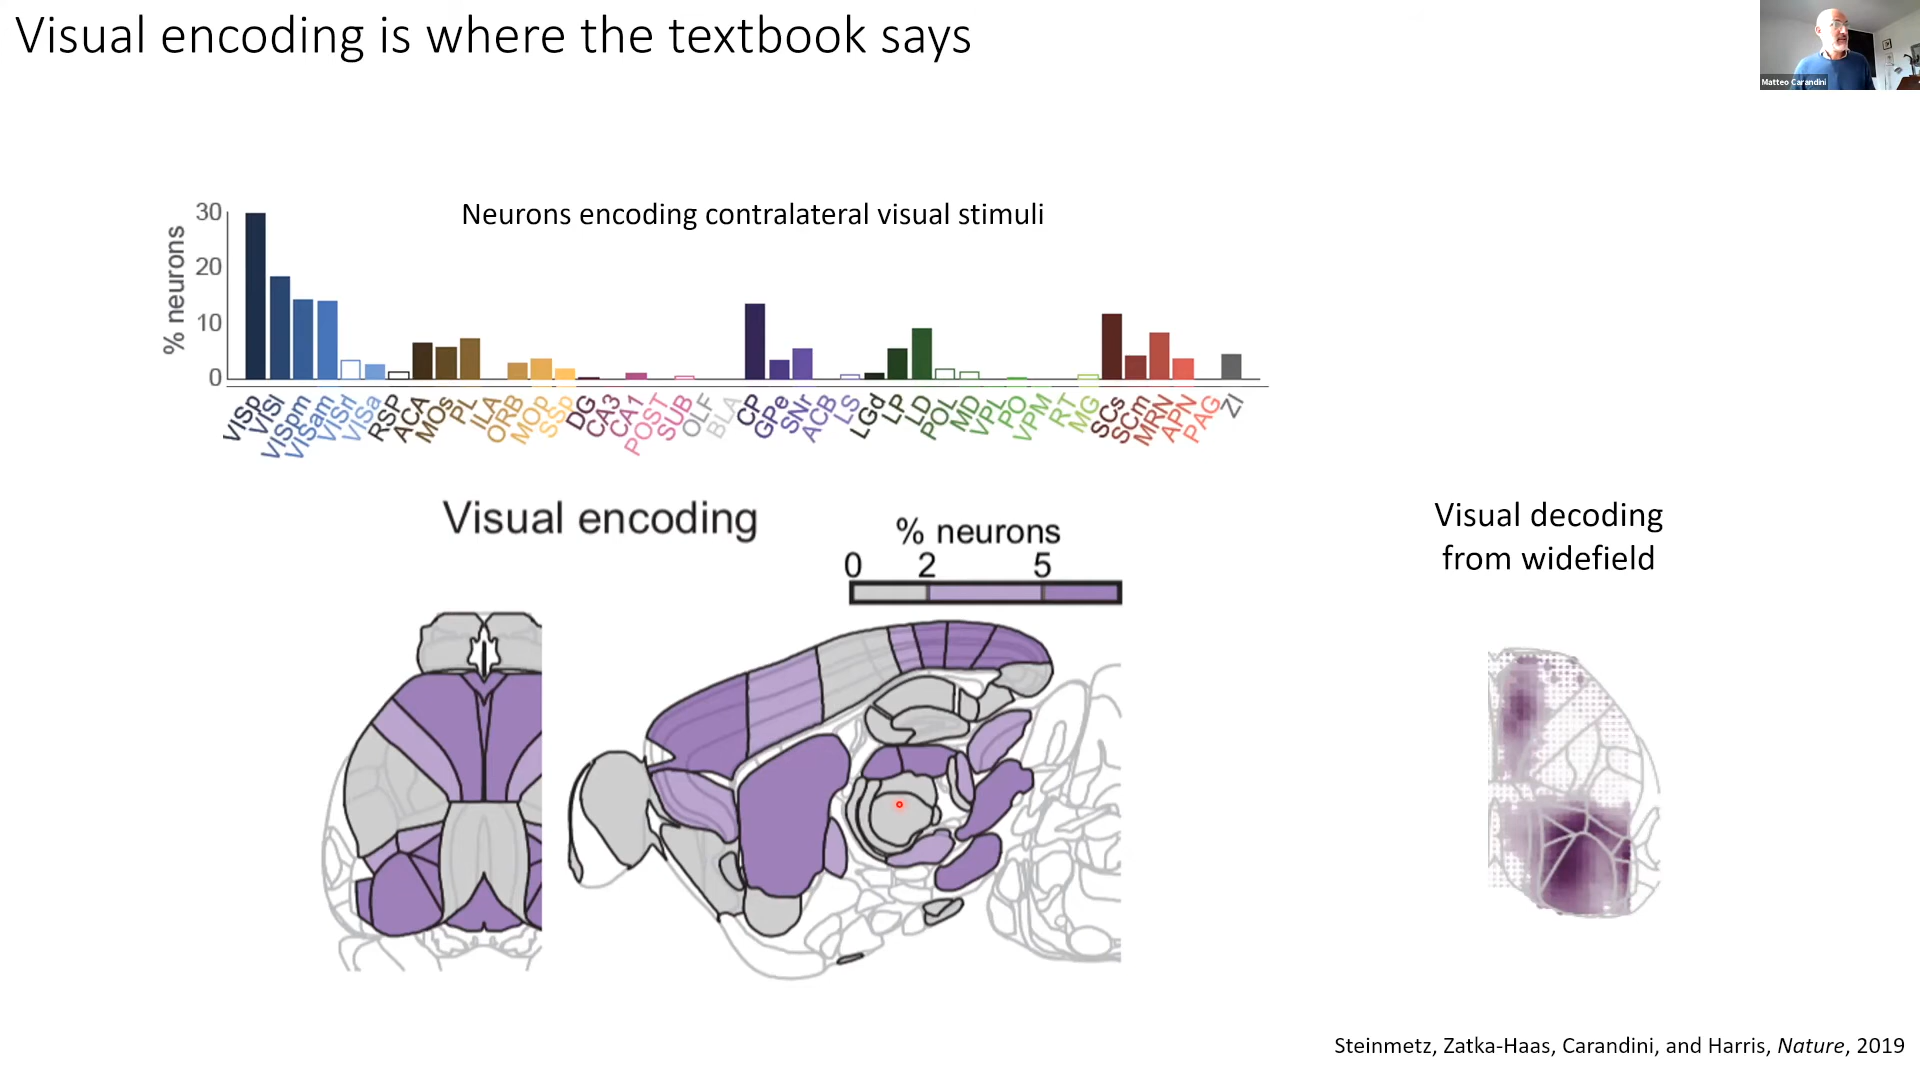 Visual encoding is where the textbook says
Matteo Carandini
Neurons encoding contralateral visual stimuli
% neurons
30
20
10
0
VISp VISl VISpm VISam VISrl VISa RSP ACA MOs PL ILA ORB MOp SSp DG CA3 CA1 POST SUB OLF BLA CP GPe SNr ACB LS LGd LP LD POL MD VPL PO VPM RT MG SCs SCm MRN APN PAG ZI
Visual encoding
% neurons
0 2 5
Visual decoding
from widefield
Steinmetz, Zatka-Haas, Carandini, and Harris, Nature, 2019